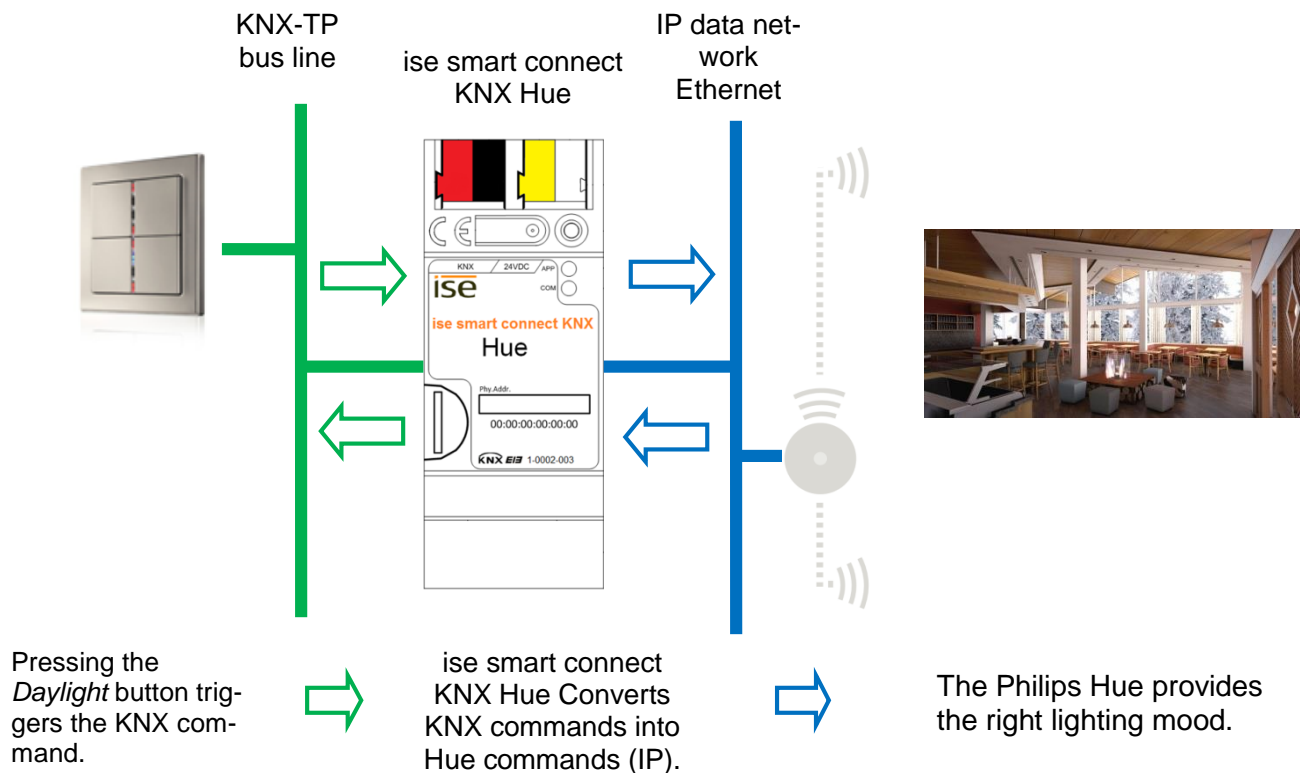 KNX-TP
bus line
ise smart connect
KNX Hue
IP data net-
work
Ethernet
CE
KNX
24VDC
APP
COM
ise
ise smart connect KNX
Hue
Phy.Addr.
00:00:00:00:00:00
KNX EIB 1-0002-003
Pressing the
Daylight button trig-
gers the KNX com-
mand.
ise smart connect
KNX Hue Converts
KNX commands into
Hue commands (IP).
The Philips Hue provides
the right lighting mood.